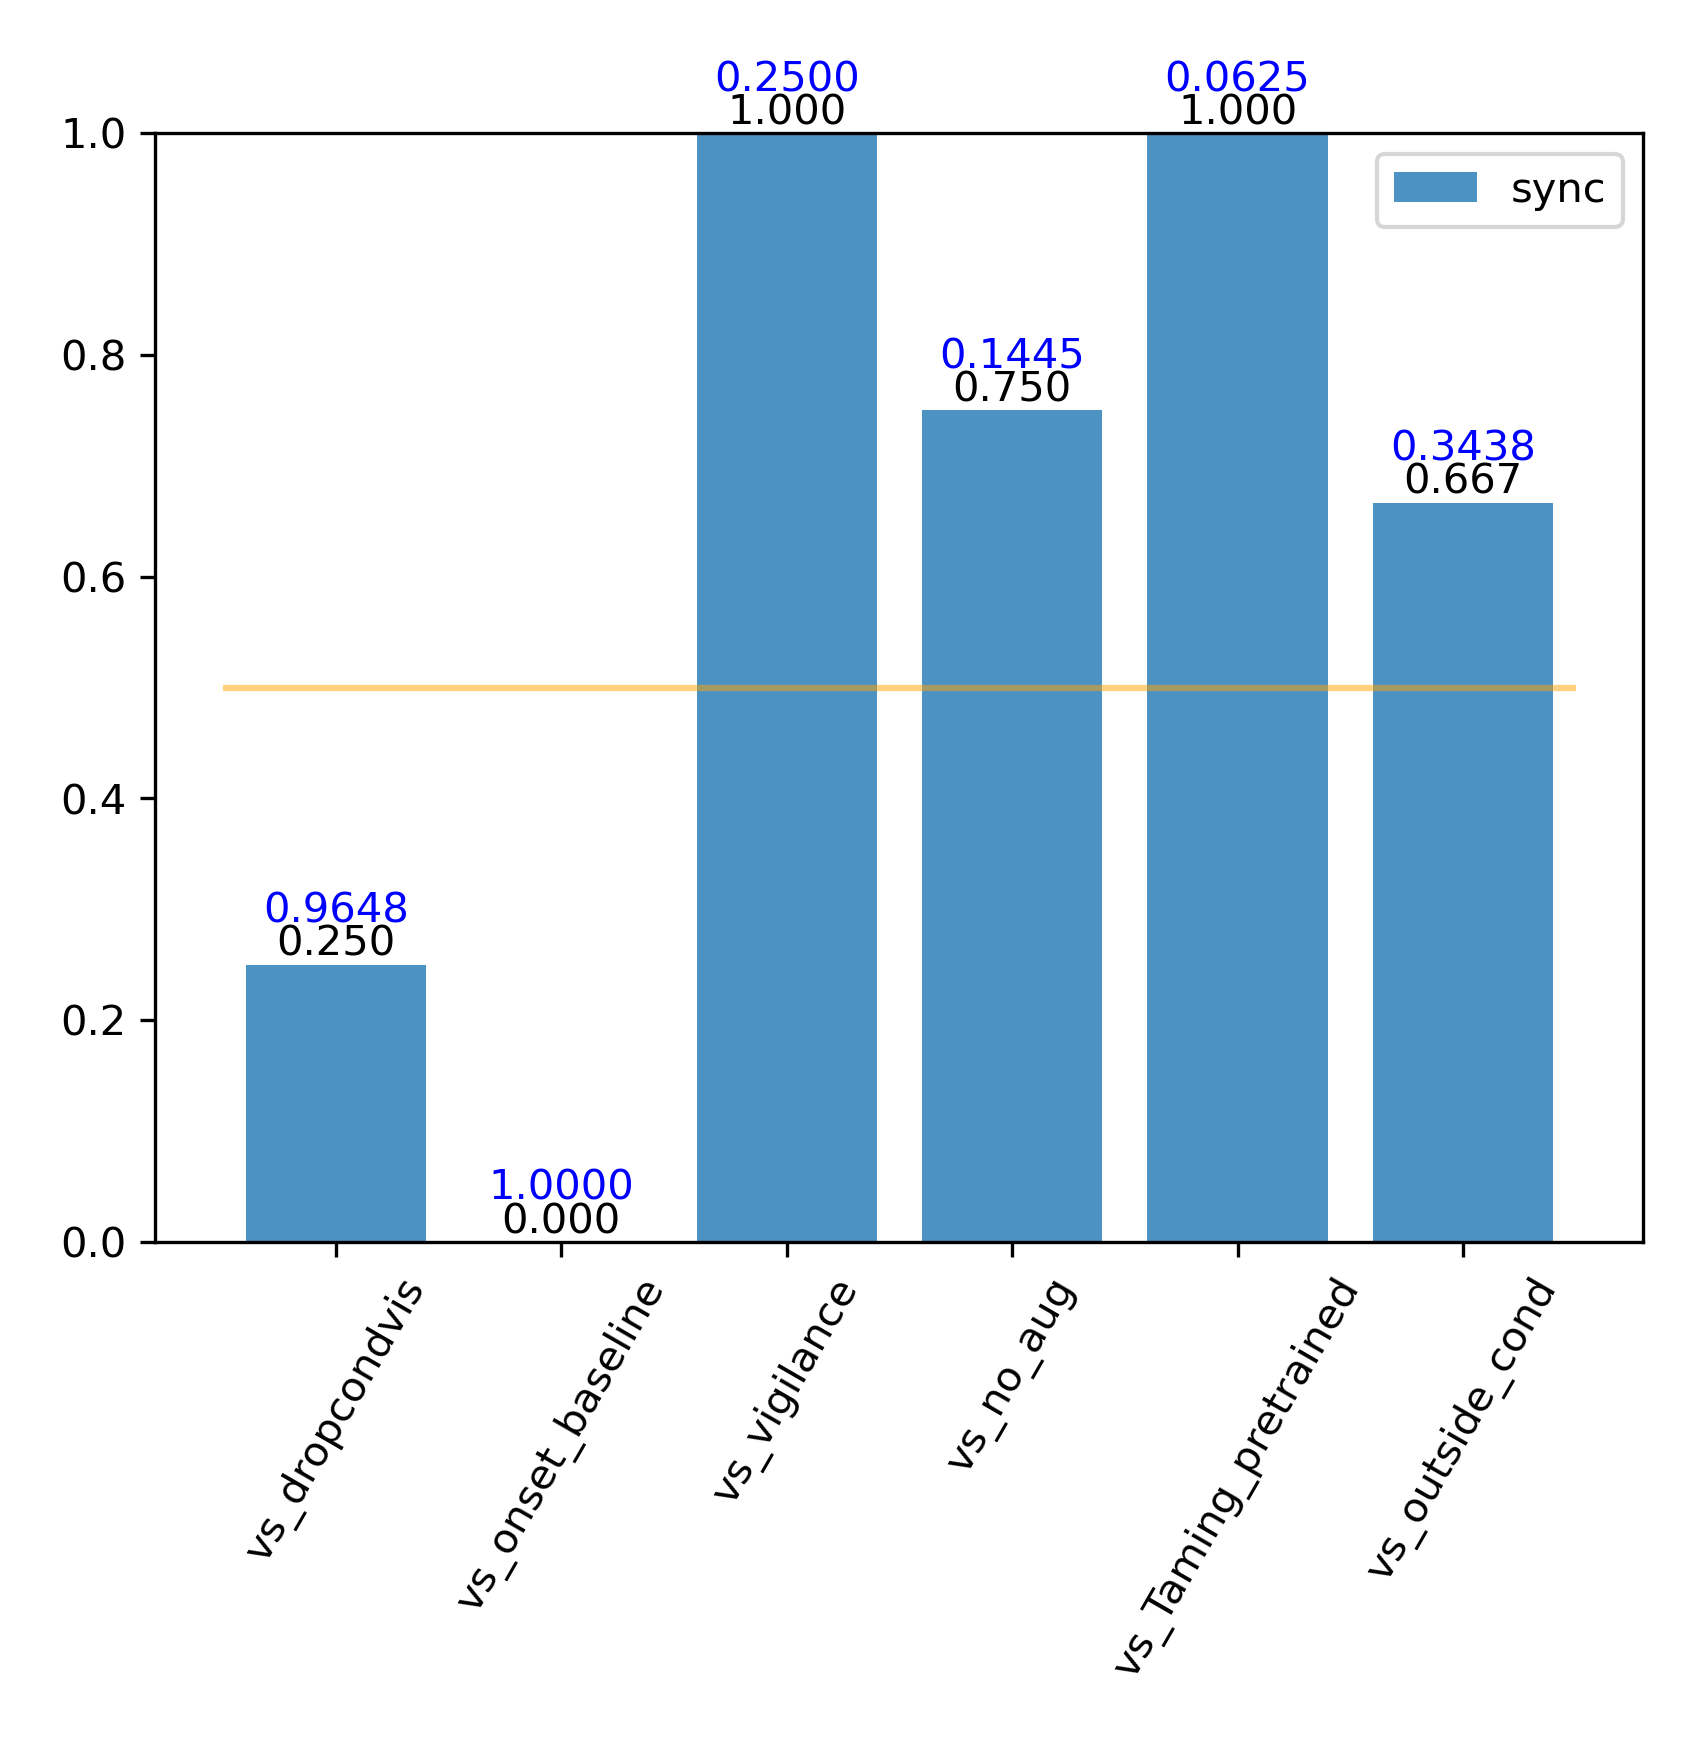 0.2500
1.000
0.0625
1.000
1.0
sync
0.8
0.1445
0.750
0.3438
0.667
0.6
0.4
0.9648
0.250
0.2
1.0000
0.000
0.0
vs_dropcondvis
vs_onset_baseline
vs_vigilance
vs_no_aug
vs_Taming_pretrained
vs_outside_cond